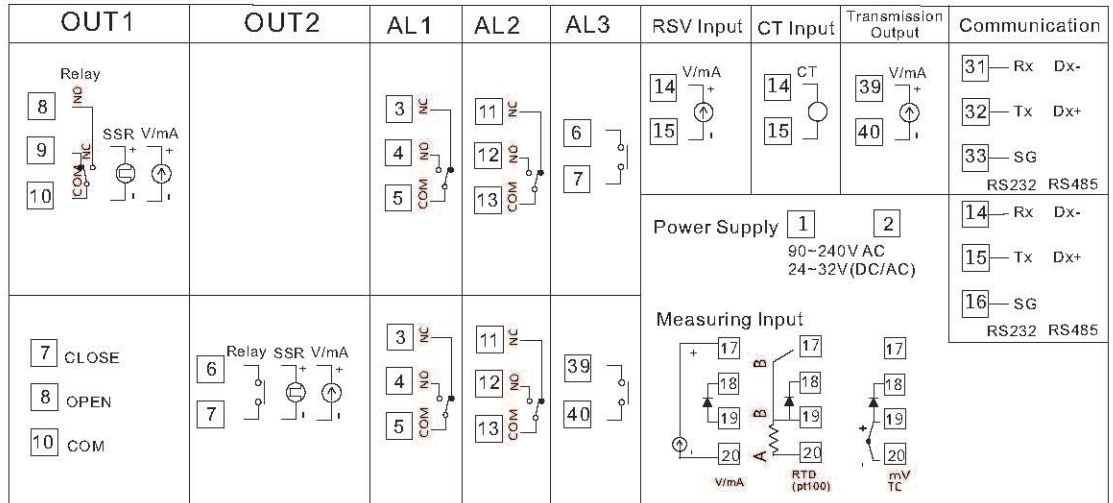 OUT1
OUT2
AL1
AL2
AL3
RSV Input
CT Input
Transmission
Output
Communication
Relay
8
NO
9
NC
10
COM
SSR V/mA
+ +
- -
3 NC
4 NO
5 COM
11 NC
12 NO
13 COM
6
7
14 V/mA
+
15 -
14 CT
15
39 V/mA
+
40 -
31 Rx Dx-
32 Tx Dx+
33 SG
RS232 RS485
14 Rx Dx-
15 Tx Dx+
16 SG
RS232 RS485
Power Supply 1 2
90~240V AC
24~32V(DC/AC)
7 CLOSE
8 OPEN
10 COM
Relay SSR V/mA
6 + +
7 - -
3 NC
4 NO
5 COM
11 NC
12 NO
13 COM
39
40
Measuring Input
+ 17
18
19
- 20
V/mA
B 17
18
B 19
A 20
RTD
(pt100)
17
18
+ 19
- 20
mV
TC